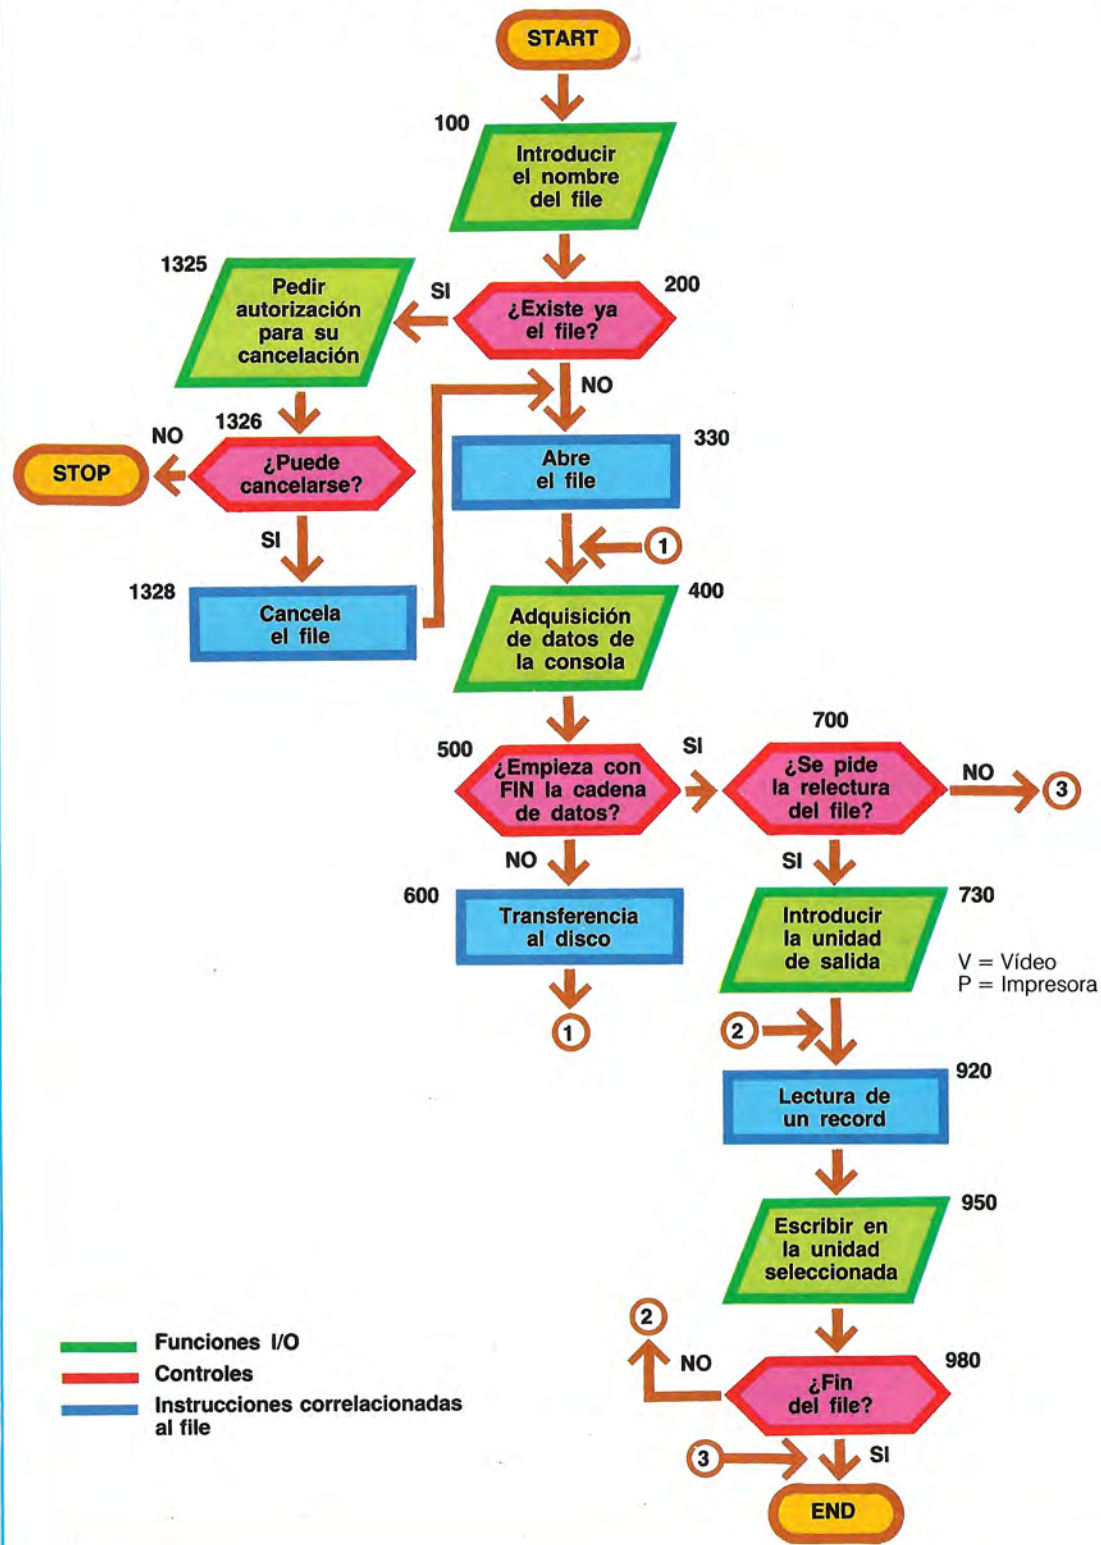 START
100
Introducir
el nombre
del file
1325
Pedir
autorización
para su
cancelación
SI
200
¿Existe ya
el file?
NO
1326
NO
STOP
¿Puede
cancelarse?
330
Abre
el file
SI
1
1328
Cancela
el file
400
Adquisición
de datos de
la consola
500
¿Empieza con
FIN la cadena
de datos?
SI
700
¿Se pide
la relectura
del file?
NO
3
NO
SI
600
Transferencia
al disco
1
730
Introducir
la unidad
de salida
V = Vídeo
P = Impresora
2
920
Lectura de
un record
950
Escribir en
la unidad
seleccionada
2
NO
980
¿Fin
del file?
3
SI
END
Funciones I/O
Controles
Instrucciones correlacionadas
al file